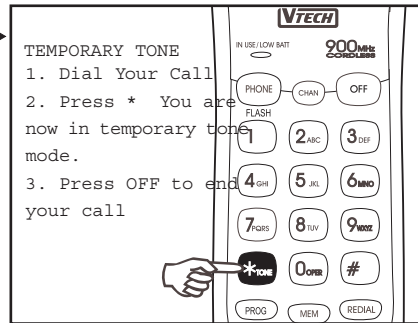 VTECH
IN USE/LOW BATT
900MHz
CORDLESS
TEMPORARY TONE
1. Dial Your Call
2. Press * You are
now in temporary tone
mode.
3. Press OFF to end
your call
PHONE CHAN OFF
FLASH
1 2ABC 3DEF
4GHI 5JKL 6MNO
7PQRS 8TUV 9WXYZ
*TONE 0OPER #
PROG MEM REDIAL